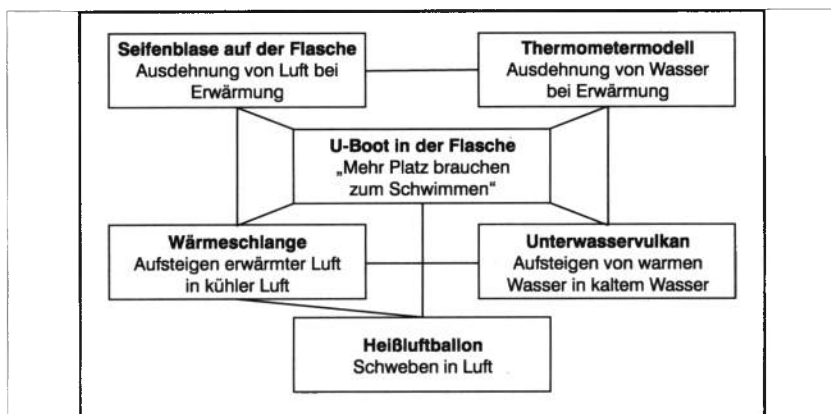 Seifenblase auf der Flasche
Ausdehnung von Luft bei
Erwärmung
Thermometermodell
Ausdehnung von Wasser
bei Erwärmung
U-Boot in der Flasche
„Mehr Platz brauchen
zum Schwimmen“
Wärmeschlange
Aufsteigen erwärmter Luft
in kühler Luft
Unterwasservulkan
Aufsteigen von warmen
Wasser in kaltem Wasser
Heißluftballon
Schweben in Luft